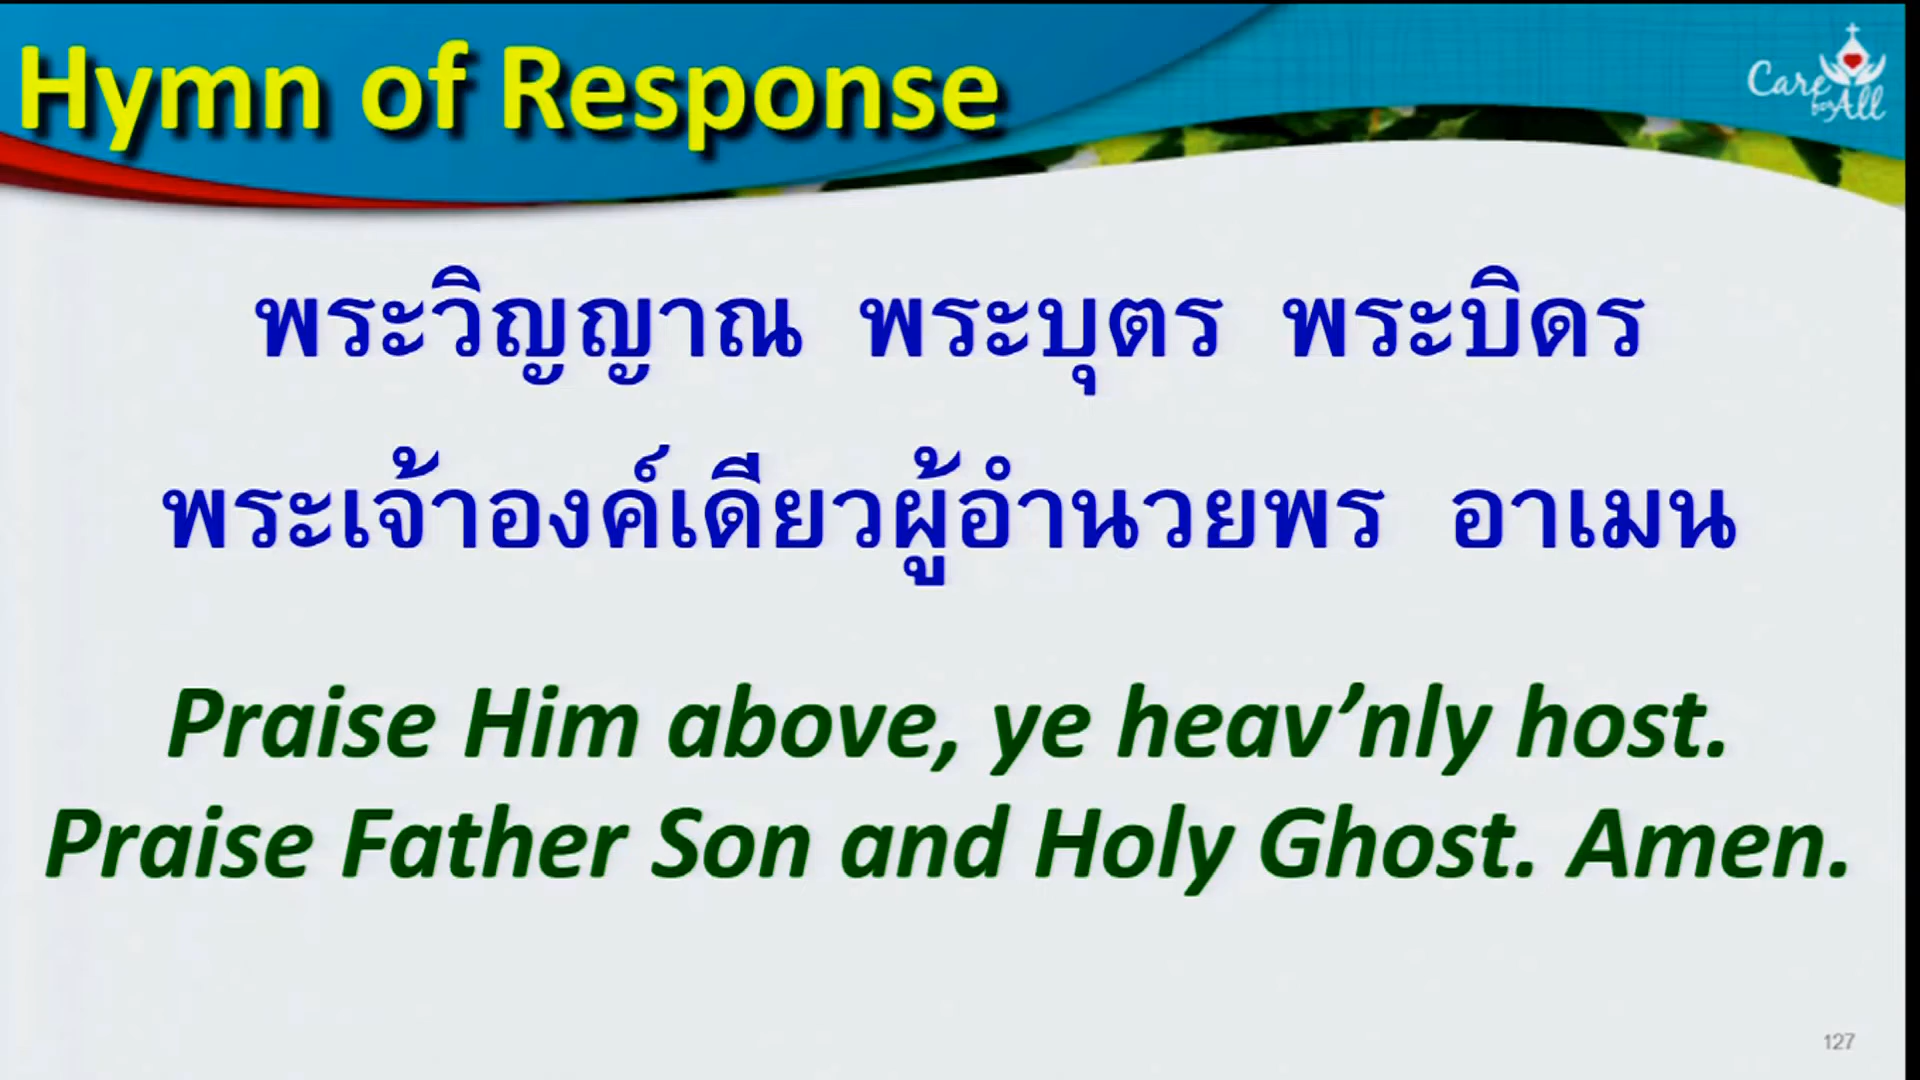 Hymn of Response
Care
for All
พระวิญญาณ พระบุตร พระบิดร
พระเจ้าองค์เดียวผู้อำนวยพร อาเมน
Praise Him above, ye heav’nly host.
Praise Father Son and Holy Ghost. Amen.
127